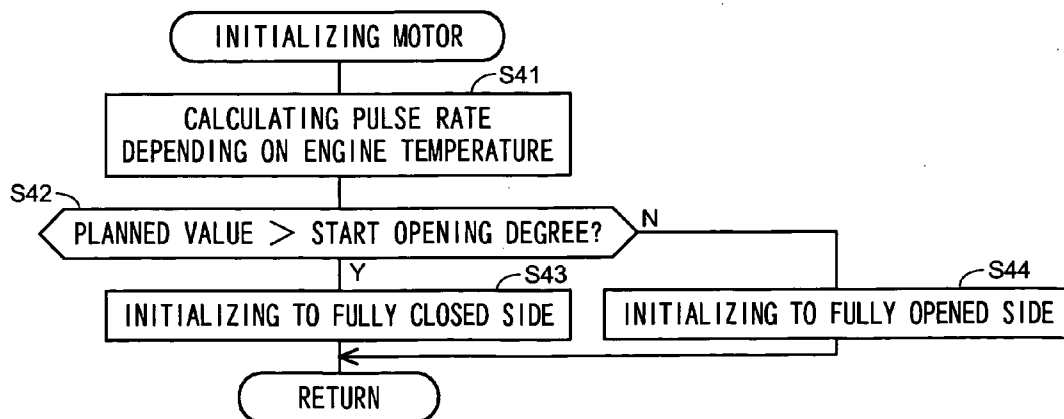 INITIALIZING MOTOR
S41
CALCULATING PULSE RATE
DEPENDING ON ENGINE TEMPERATURE
S42
PLANNED VALUE > START OPENING DEGREE?
N
Y
S43
INITIALIZING TO FULLY CLOSED SIDE
S44
INITIALIZING TO FULLY OPENED SIDE
RETURN